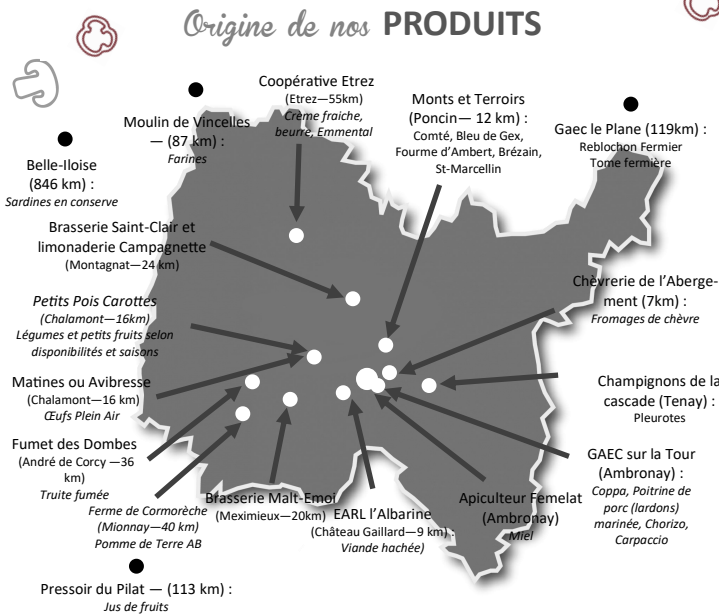 Origine de nos PRODUITS
Coopérative Etrez
(Etrez—55km)
Crème fraiche,
beurre, Emmental
Moulin de Vincelles
— (87 km) :
Farines
Monts et Terroirs
(Poncin— 12 km) :
Comté, Bleu de Gex,
Fourme d'Ambert, Brézain,
St-Marcellin
Gaec le Plane (119km) :
Reblochon Fermier
Tome fermière
Belle-Iloise
(846 km) :
Sardines en conserve
Brasserie Saint-Clair et
limonaderie Campagnette
(Montagnat—24 km)
Chèvrerie de l'Aberge-
ment (7km) :
Fromages de chèvre
Petits Pois Carottes
(Chalamont—16km)
Légumes et petits fruits selon
disponibilités et saisons
Matines ou Avibresse
(Chalamont—16 km)
Œufs Plein Air
Champignons de la
cascade (Tenay) :
Pleurotes
Fumet des Dombes
(André de Corcy —36
km)
Truite fumée
GAEC sur la Tour
(Ambronay) :
Coppa, Poitrine de
porc (lardons)
marinée, Chorizo,
Carpaccio
Ferme de Cormorèche
(Mionnay—40 km)
Pomme de Terre AB
Brasserie Malt-Emoi
(Meximieux—20km)
EARL l'Albarine
(Château Gaillard—9 km) :
Viande hachée)
Apiculteur Femelat
(Ambronay)
Miel
Pressoir du Pilat — (113 km) :
Jus de fruits